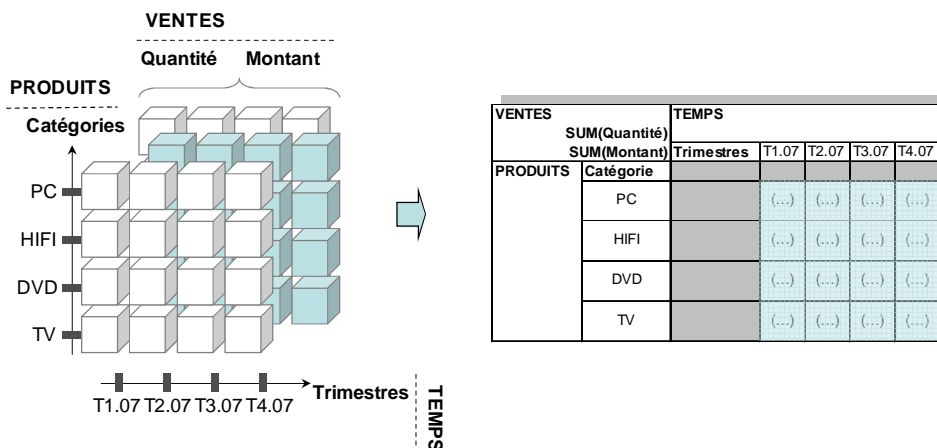 VENTES
Quantité Montant
PRODUITS
Catégories
PC
HIFI
DVD
TV
T1.07 T2.07 T3.07 T4.07
Trimestres
TEMPS
VENTES TEMPS
SUM(Quantité)
SUM(Montant) Trimestres T1.07 T2.07 T3.07 T4.07
PRODUITS Catégorie
PC (...) (...) (...) (...)
HIFI (...) (...) (...) (...)
DVD (...) (...) (...) (...)
TV (...) (...) (...) (...)